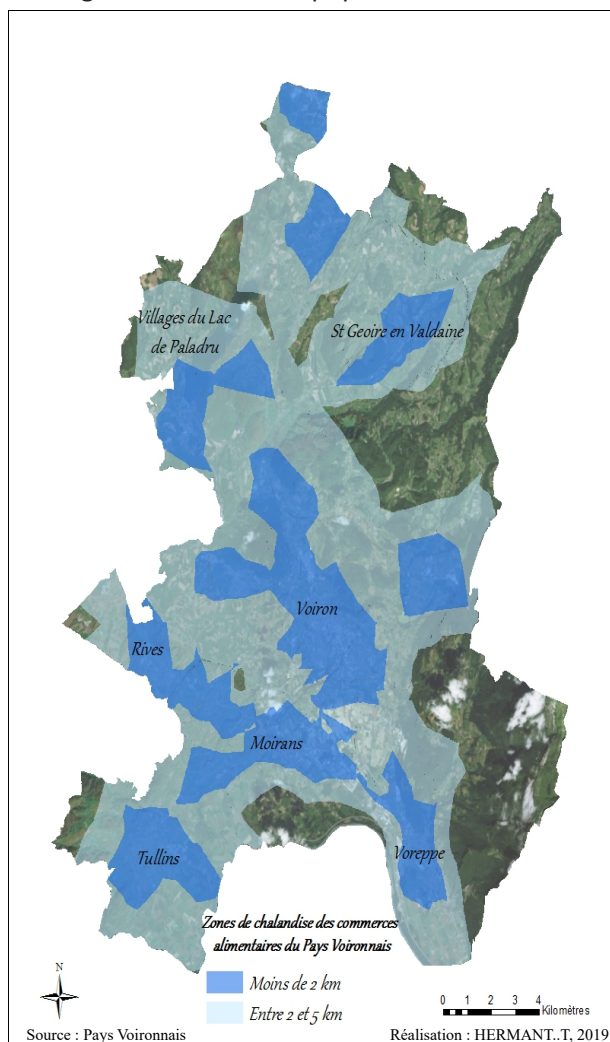 Villages du Lac
de Paladru
St Geoire en Valdaine
Voiron
Rives
Moirans
Tullins
Voreppe
Zones de chalandise des commerces
alimentaires du Pays Voironnais
Moins de 2 km
Entre 2 et 5 km
N
0 1 2 3 4
Kilomètres
Source : Pays Voironnais
Réalisation : HERMANT..T, 2019